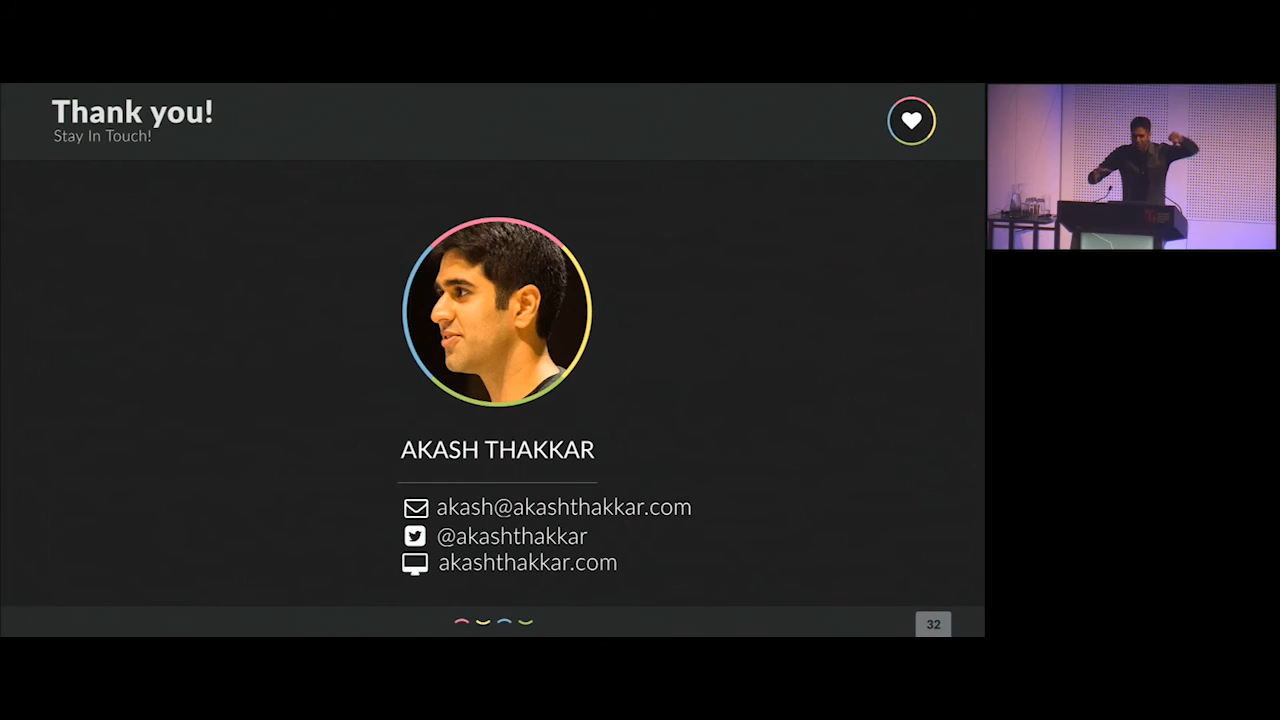 Thank you!
Stay In Touch!
AKASH THAKKAR
akash@akashthakkar.com
@akashthakkar
akashthakkar.com
32